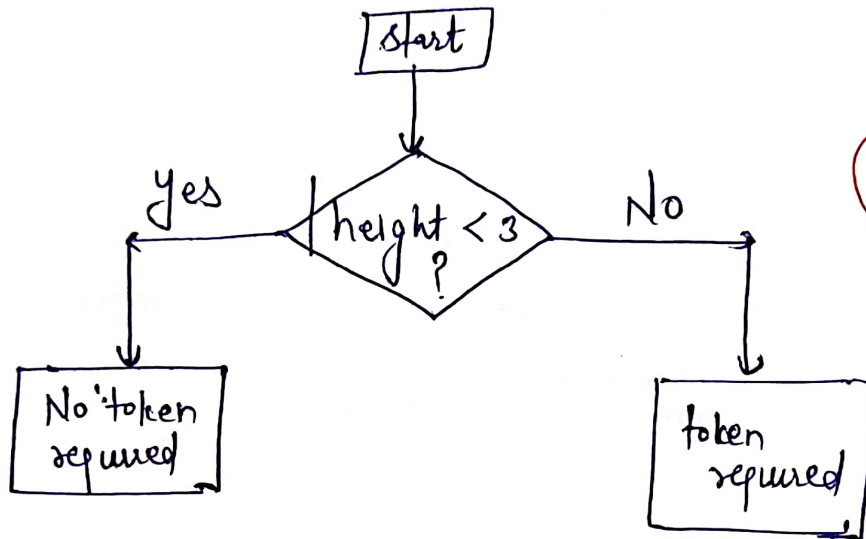 start
yes
No
height < 3
?
No token
required
token
required